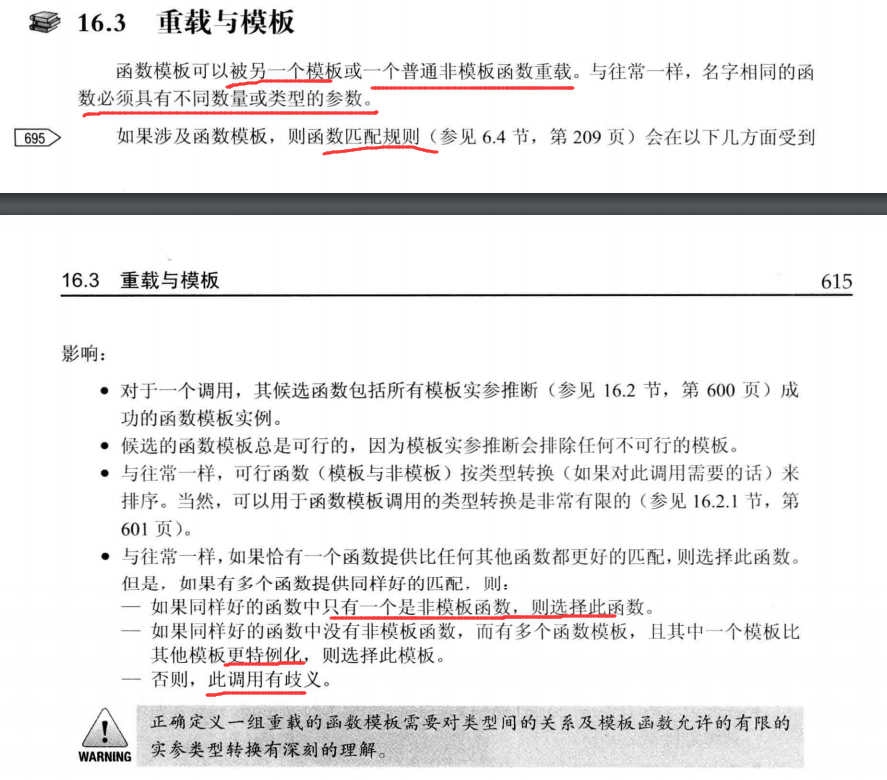 16.3 重载与模板
函数模板可以被另一个模板或一个普通非模板函数重载。与往常一样，名字相同的函
数必须具有不同数量或类型的参数。
695
如果涉及函数模板，则函数匹配规则（参见 6.4 节，第 209 页）会在以下几方面受到
16.3 重载与模板
615
影响：
● 对于一个调用，其候选函数包括所有模板实参推断（参见 16.2 节，第 600 页）成
功的函数模板实例。
● 候选的函数模板总是可行的，因为模板实参推断会排除任何不可行的模板。
● 与往常一样，可行函数（模板与非模板）按类型转换（如果对此调用需要的话）来
排序。当然，可以用于函数模板调用的类型转换是非常有限的（参见 16.2.1 节，第
601 页）。
● 与往常一样，如果恰有一个函数提供比任何其他函数都更好的匹配，则选择此函数。
但是，如果有多个函数提供同样好的匹配，则：
— 如果同样好的函数中只有一个是非模板函数，则选择此函数。
— 如果同样好的函数中没有非模板函数，而有多个函数模板，且其中一个模板比
其他模板更特例化，则选择此模板。
— 否则，此调用有歧义。
正确定义一组重载的函数模板需要对类型间的关系及模板函数允许的有限的
实参类型转换有深刻的理解。
WARNING